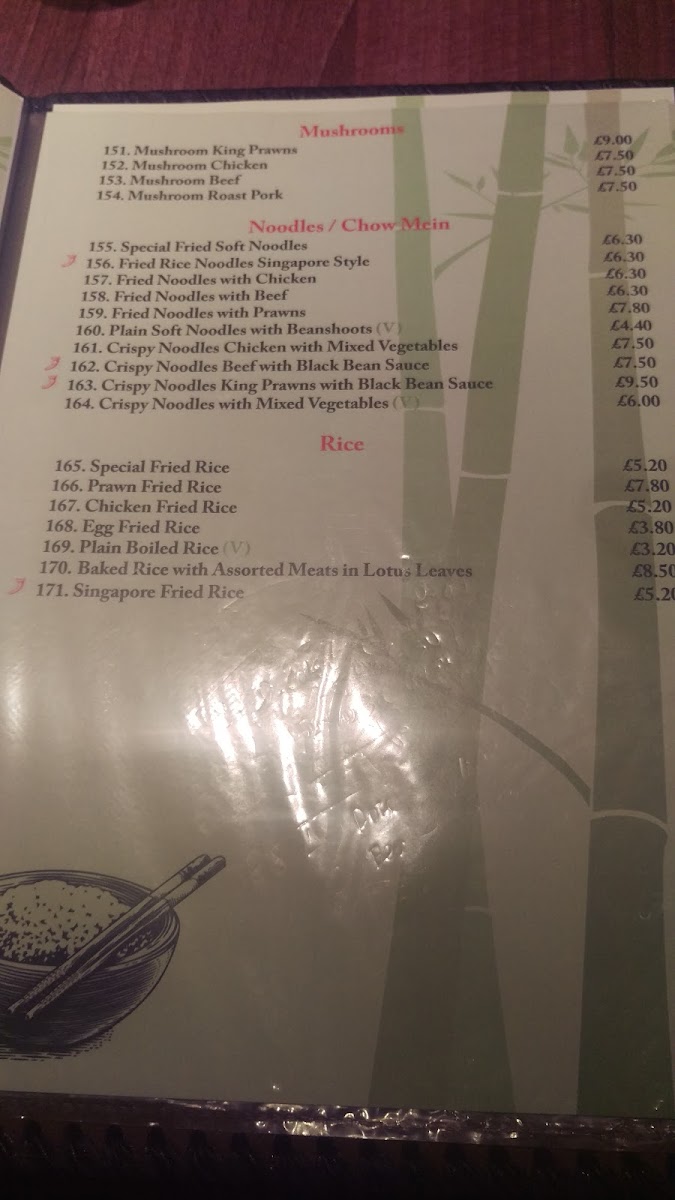 Mushrooms
151. Mushroom King Prawns £9.00
152. Mushroom Chicken £7.50
153. Mushroom Beef £7.50
154. Mushroom Roast Pork £7.50
Noodles / Chow Mein
155. Special Fried Soft Noodles £6.30
156. Fried Rice Noodles Singapore Style £6.30
157. Fried Noodles with Chicken £6.30
158. Fried Noodles with Beef £6.30
159. Fried Noodles with Prawns £7.80
160. Plain Soft Noodles with Beanshoots (V) £4.40
161. Crispy Noodles Chicken with Mixed Vegetables £7.50
162. Crispy Noodles Beef with Black Bean Sauce £7.50
163. Crispy Noodles King Prawns with Black Bean Sauce £9.50
164. Crispy Noodles with Mixed Vegetables (V) £6.00
Rice
165. Special Fried Rice £5.20
166. Prawn Fried Rice £7.80
167. Chicken Fried Rice £5.20
168. Egg Fried Rice £3.80
169. Plain Boiled Rice (V) £3.20
170. Baked Rice with Assorted Meats in Lotus Leaves £8.50
171. Singapore Fried Rice £5.20